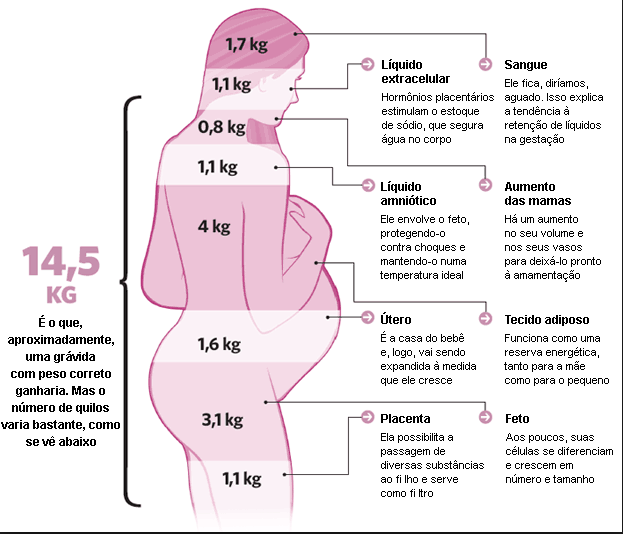 1,7 kg
1,1 kg
0,8 kg
1,1 kg
4 kg
1,6 kg
3,1 kg
1,1 kg
14,5
KG
É o que,
aproximadamente,
uma grávida
com peso correto
ganharia. Mas o
número de quilos
varia bastante, como
se vê abaixo
Líquido
extracelular
Hormônios placentários
estimulam o estoque
de sódio, que segura
água no corpo
Sangue
Ele fica, diríamos,
aguado. Isso explica
a tendência à
retenção de líquidos
na gestação
Líquido
amniótico
Ele envolve o feto,
protegendo-o
contra choques e
mantendo-o numa
temperatura ideal
Aumento
das mamas
Há um aumento
no seu volume e
nos seus vasos
para deixá-lo pronto
à amamentação
Útero
É a casa do bebê
e, logo, vai sendo
expandida à medida
que ele cresce
Tecido adiposo
Funciona como uma
reserva energética,
tanto para a mãe
como para o pequeno
Placenta
Ela possibilita a
passagem de
diversas substâncias
ao fi lho e serve
como fi ltro
Feto
Aos poucos, suas
células se diferenciam
e crescem em
número e tamanho